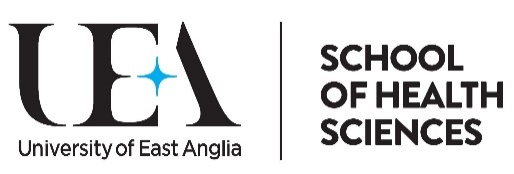 UEA
University of East Anglia
SCHOOL
OF HEALTH
SCIENCES